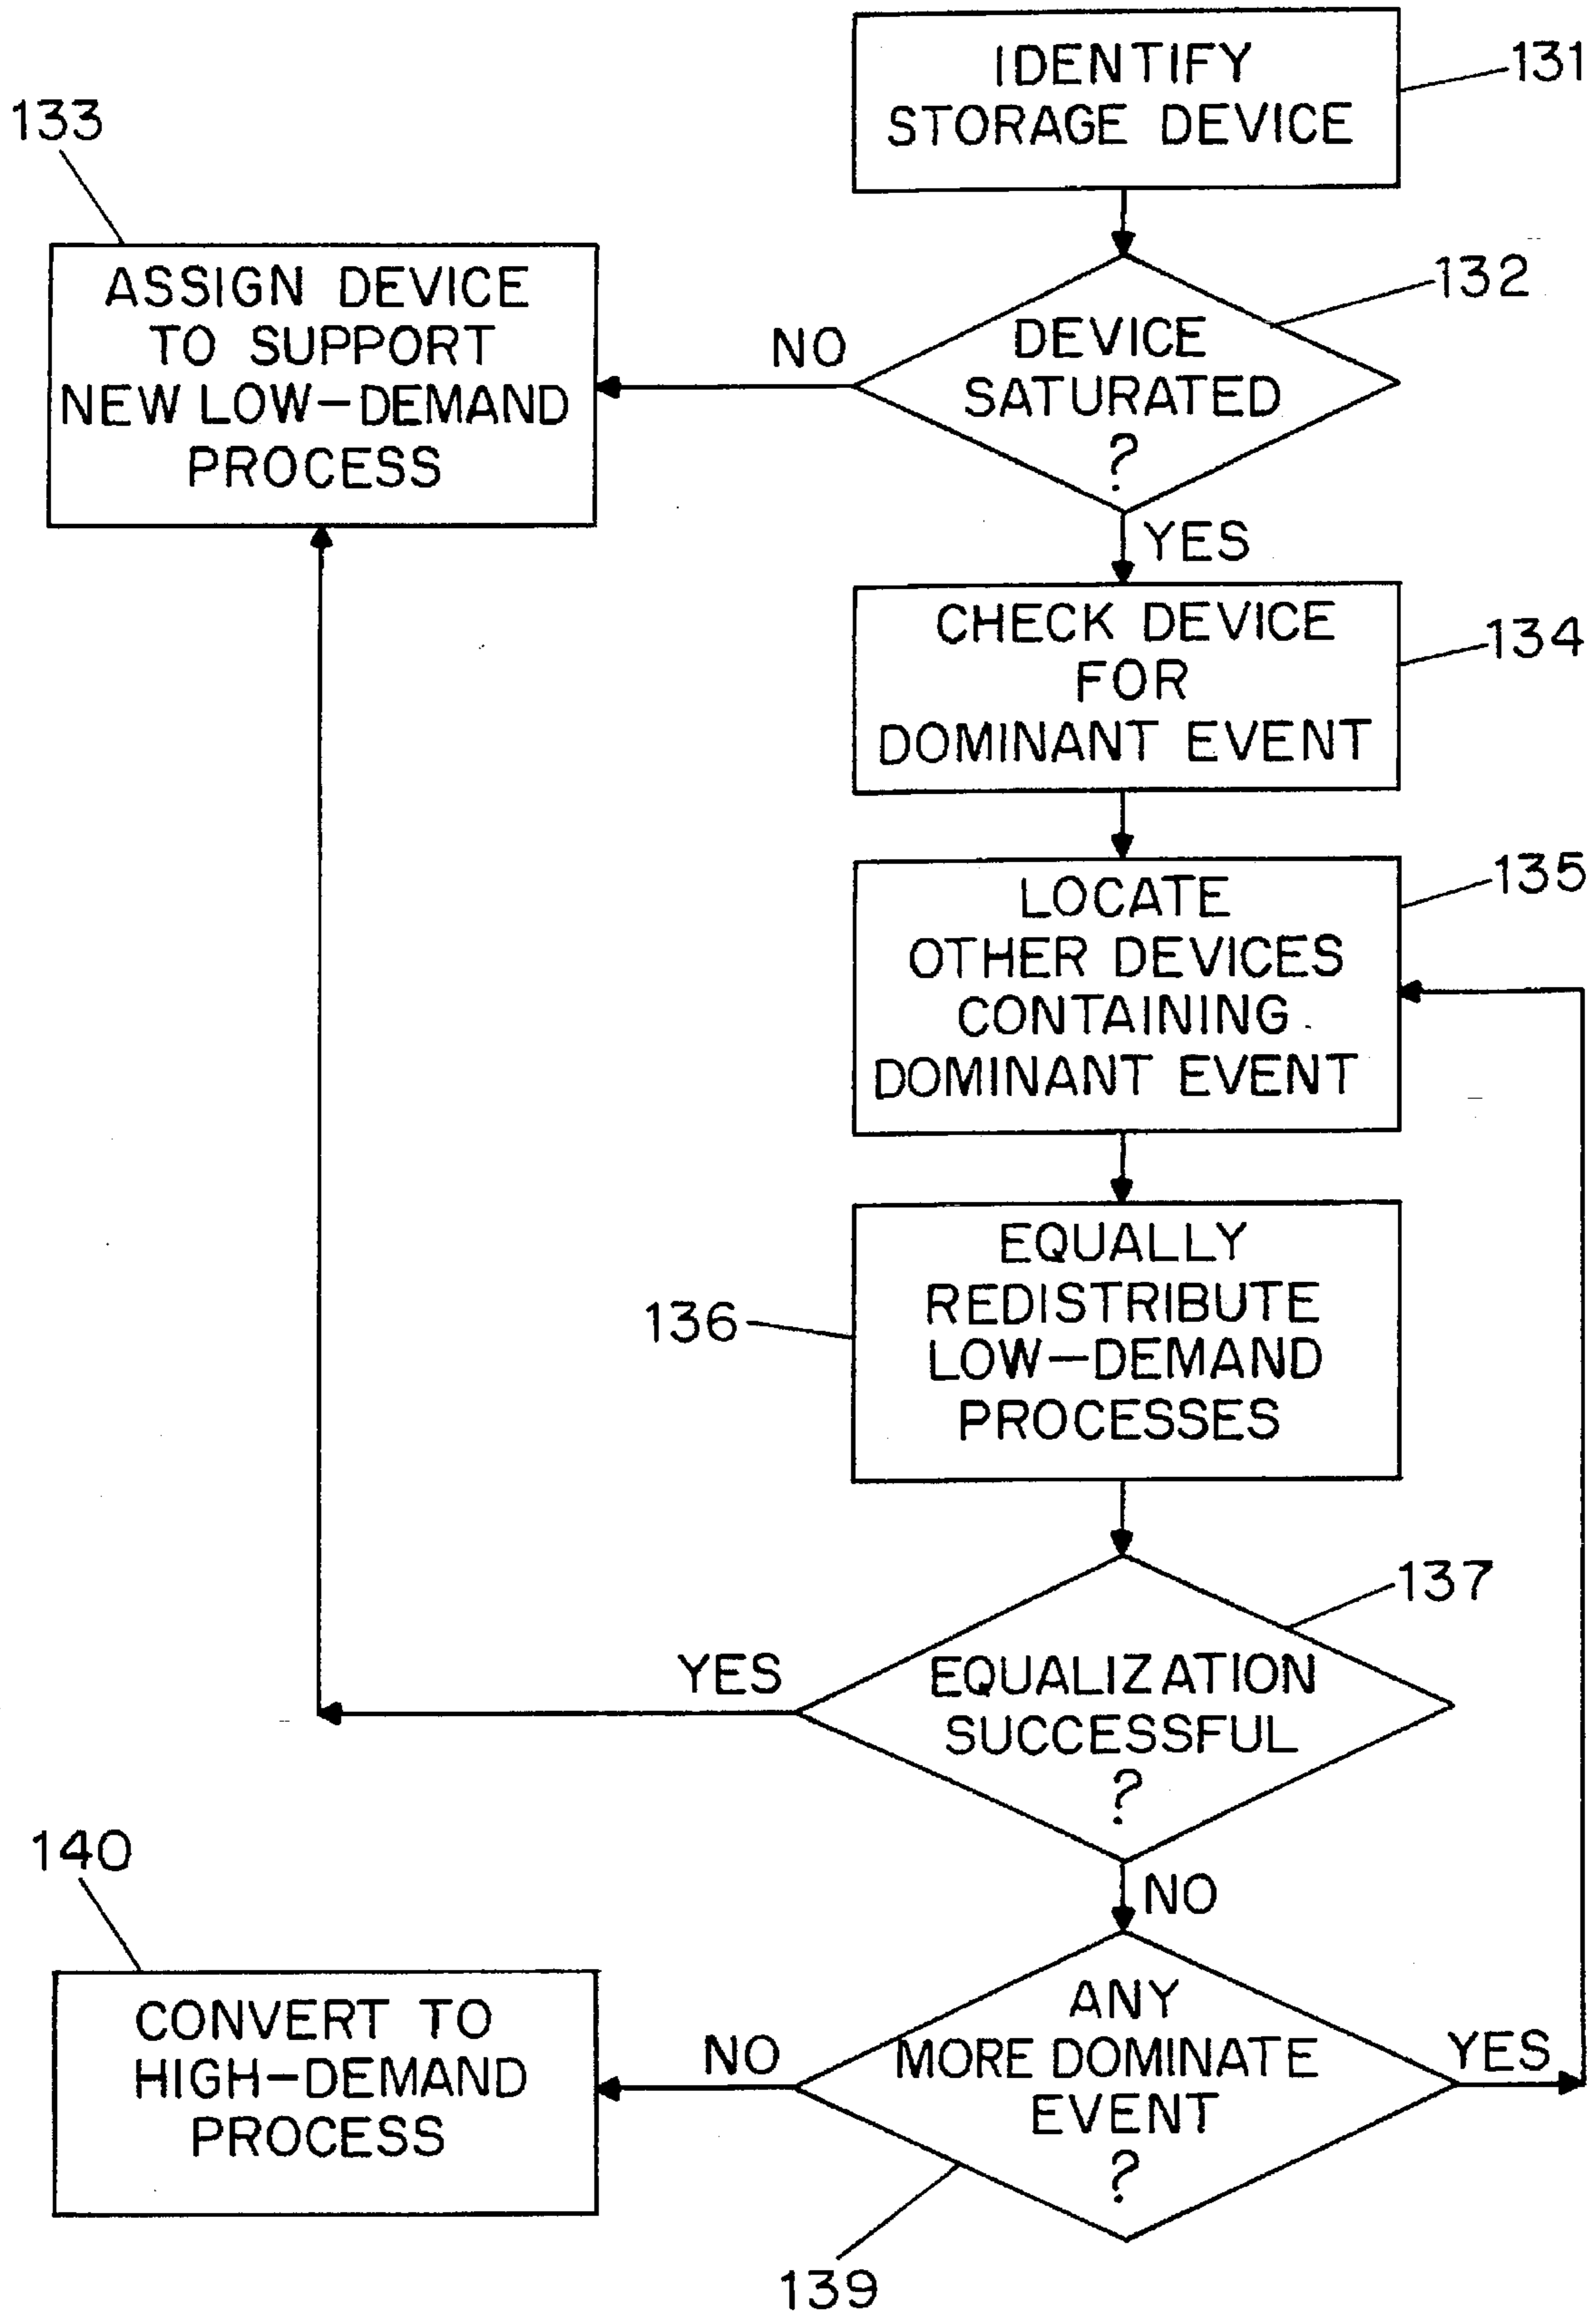 IDENTIFY
STORAGE DEVICE
131
133
ASSIGN DEVICE
TO SUPPORT
NEW LOW-DEMAND
PROCESS
NO
DEVICE
SATURATED
?
132
YES
CHECK DEVICE
FOR
DOMINANT EVENT
134
LOCATE
OTHER DEVICES
CONTAINING
DOMINANT EVENT
135
EQUALLY
REDISTRIBUTE
LOW-DEMAND
PROCESSES
136
EQUALIZATION
SUCCESSFUL
?
137
YES
NO
140
CONVERT TO
HIGH-DEMAND
PROCESS
NO
ANY
MORE DOMINATE
EVENT
?
YES
139